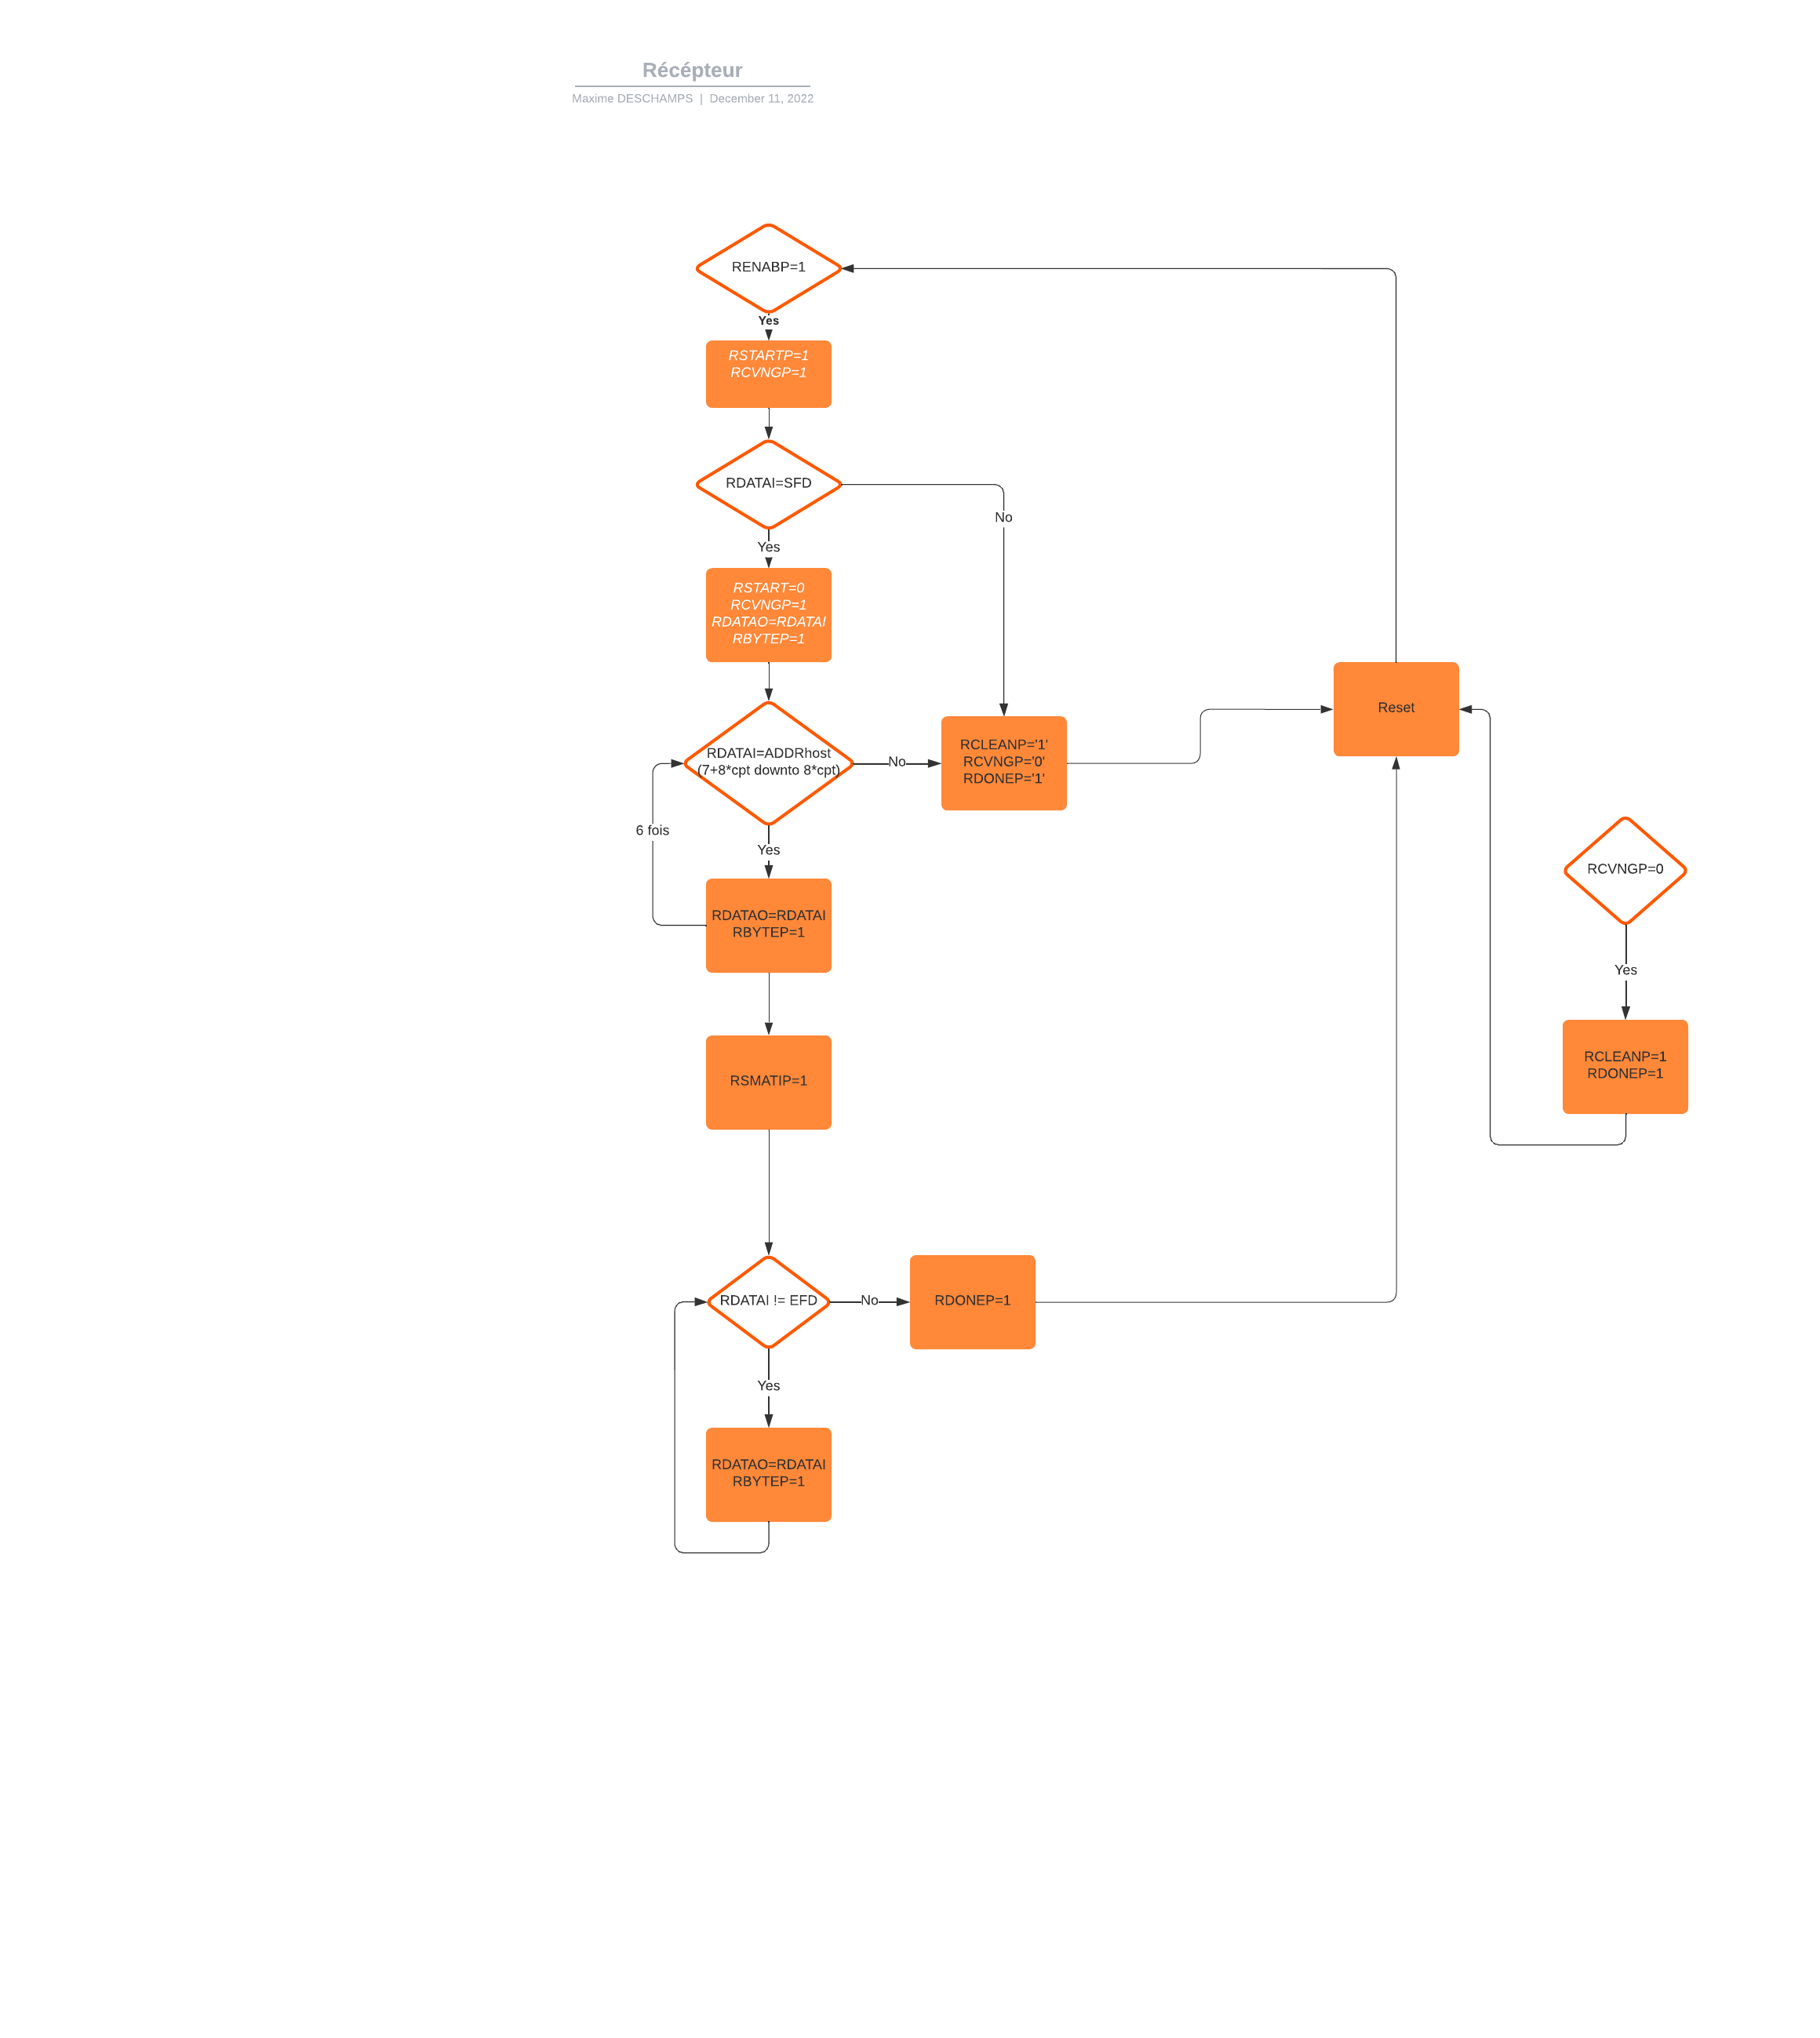 Récépteur
Maxime DESCHAMPS | December 11, 2022
RENABP=1
Yes
RSTARTP=1
RCVNGP=1
RDATAI=SFD
No
Yes
RSTART=0
RCVNGP=1
RDATAO=RDATAI
RBYTEP=1
RDATAI=ADDRhost
(7+8*cpt downto 8*cpt)
No
RCLEANP='1'
RCVNGP='0'
RDONEP='1'
Reset
6 fois
Yes
RDATAO=RDATAI
RBYTEP=1
RCVNGP=0
Yes
RCLEANP=1
RDONEP=1
RSMATIP=1
RDATAI != EFD
No
RDONEP=1
Yes
RDATAO=RDATAI
RBYTEP=1